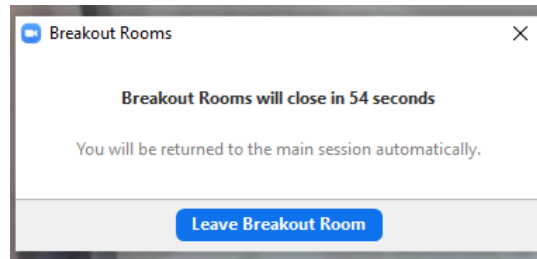 Breakout Rooms
Breakout Rooms will close in 54 seconds
You will be returned to the main session automatically.
Leave Breakout Room